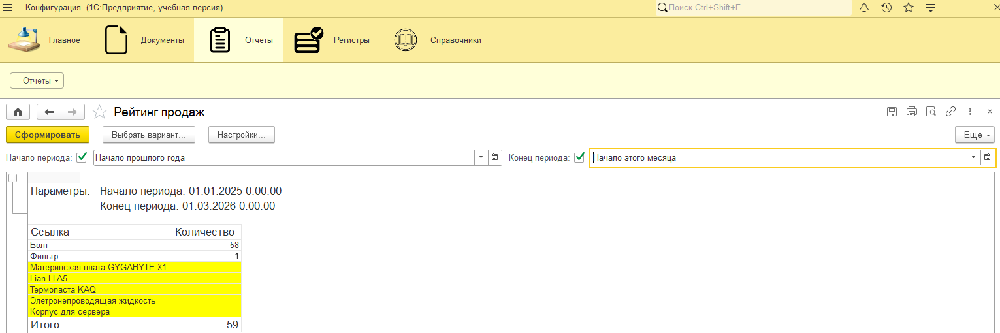 Конфигурация (1С:Предприятие, учебная версия)
Поиск Ctrl+Shift+F
Главное
Документы
Отчеты
Регистры
Справочники
Отчеты
Рейтинг продаж
Сформировать
Выбрать вариант...
Настройки...
Еще
Начало периода:
Начало прошлого года
Конец периода:
Начало этого месяца
Параметры: Начало периода: 01.01.2025 0:00:00
Конец периода: 01.03.2026 0:00:00
Ссылка Количество
Болт 58
Фильтр 1
Материнская плата GYGABYTE X1
Lian LI A5
Термопаста KAQ
Элетронепроводящая жидкость
Корпус для сервера
Итого 59